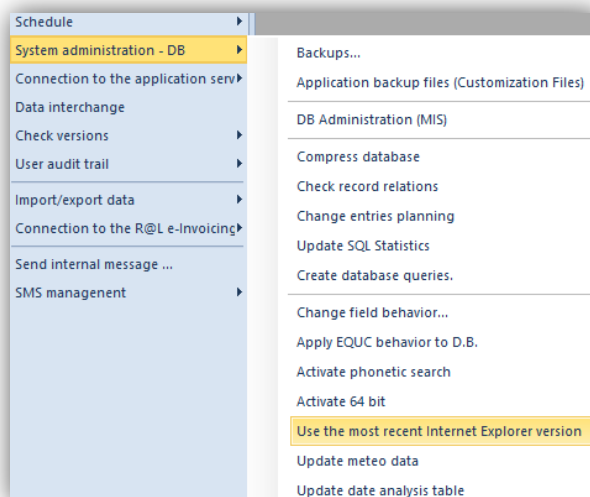 Schedule
System administration - DB
Connection to the application serv
Data interchange
Check versions
User audit trail
Import/export data
Connection to the R@L e-Invoicing
Send internal message ...
SMS managenent
Backups...
Application backup files (Customization Files)
DB Administration (MIS)
Compress database
Check record relations
Change entries planning
Update SQL Statistics
Create database queries.
Change field behavior...
Apply EQUC behavior to D.B.
Activate phonetic search
Activate 64 bit
Use the most recent Internet Explorer version
Update meteo data
Update date analysis table